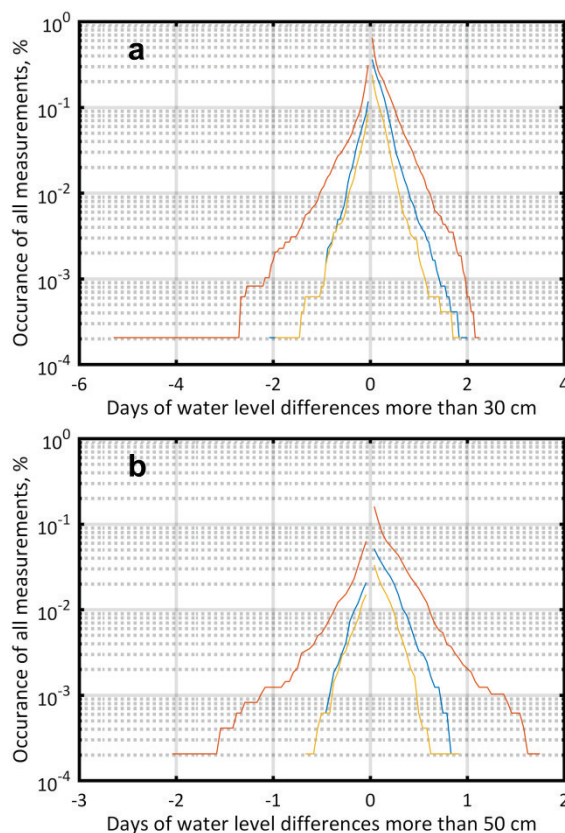 a
Occurance of all measurements, %
10^0
10^-1
10^-2
10^-3
10^-4
-6 -4 -2 0 2 4
Days of water level differences more than 30 cm
b
Occurance of all measurements, %
10^0
10^-1
10^-2
10^-3
10^-4
-3 -2 -1 0 1 2
Days of water level differences more than 50 cm